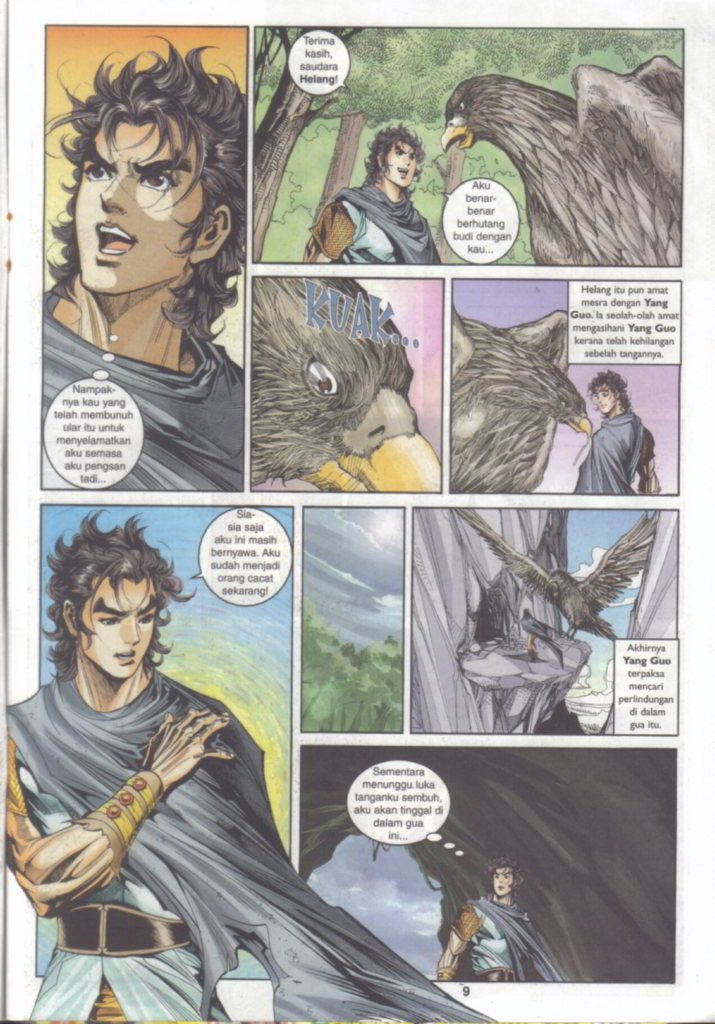 Nampak-
nya kau yang
telah membunuh
ular itu untuk
menyelamatkan
aku semasa
aku pengsan
tadi...
Terima
kasih,
saudara
Helang!
Aku
benar-
benar
berhutang
budi dengan
kau...
KUAK...
Helang itu pun amat
mesra dengan Yang
Guo. Ia seolah-olah amat
mengasihani Yang Guo
kerana telah kehilangan
sebelah tangannya.
Sia-
sia saja
aku ini masih
bernyawa. Aku
sudah menjadi
orang cacat
sekarang!
Akhirnya
Yang Guo
terpaksa
mencari
perlindungan
di dalam
gua itu.
Sementara
menunggu luka
tanganku sembuh,
aku akan tinggal di
dalam gua
ini...
9